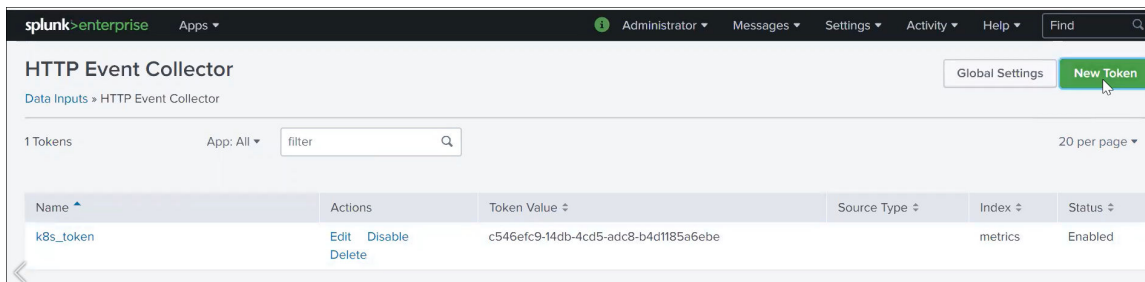 splunk>enterprise Apps Administrator Messages Settings Activity Help Find
HTTP Event Collector
Global Settings New Token
Data Inputs » HTTP Event Collector
1 Tokens App: All filter 20 per page
Name Actions Token Value Source Type Index Status
k8s_token Edit Disable c546efc9-14db-4cd5-adc8-b4d1185a6ebe metrics Enabled
Delete